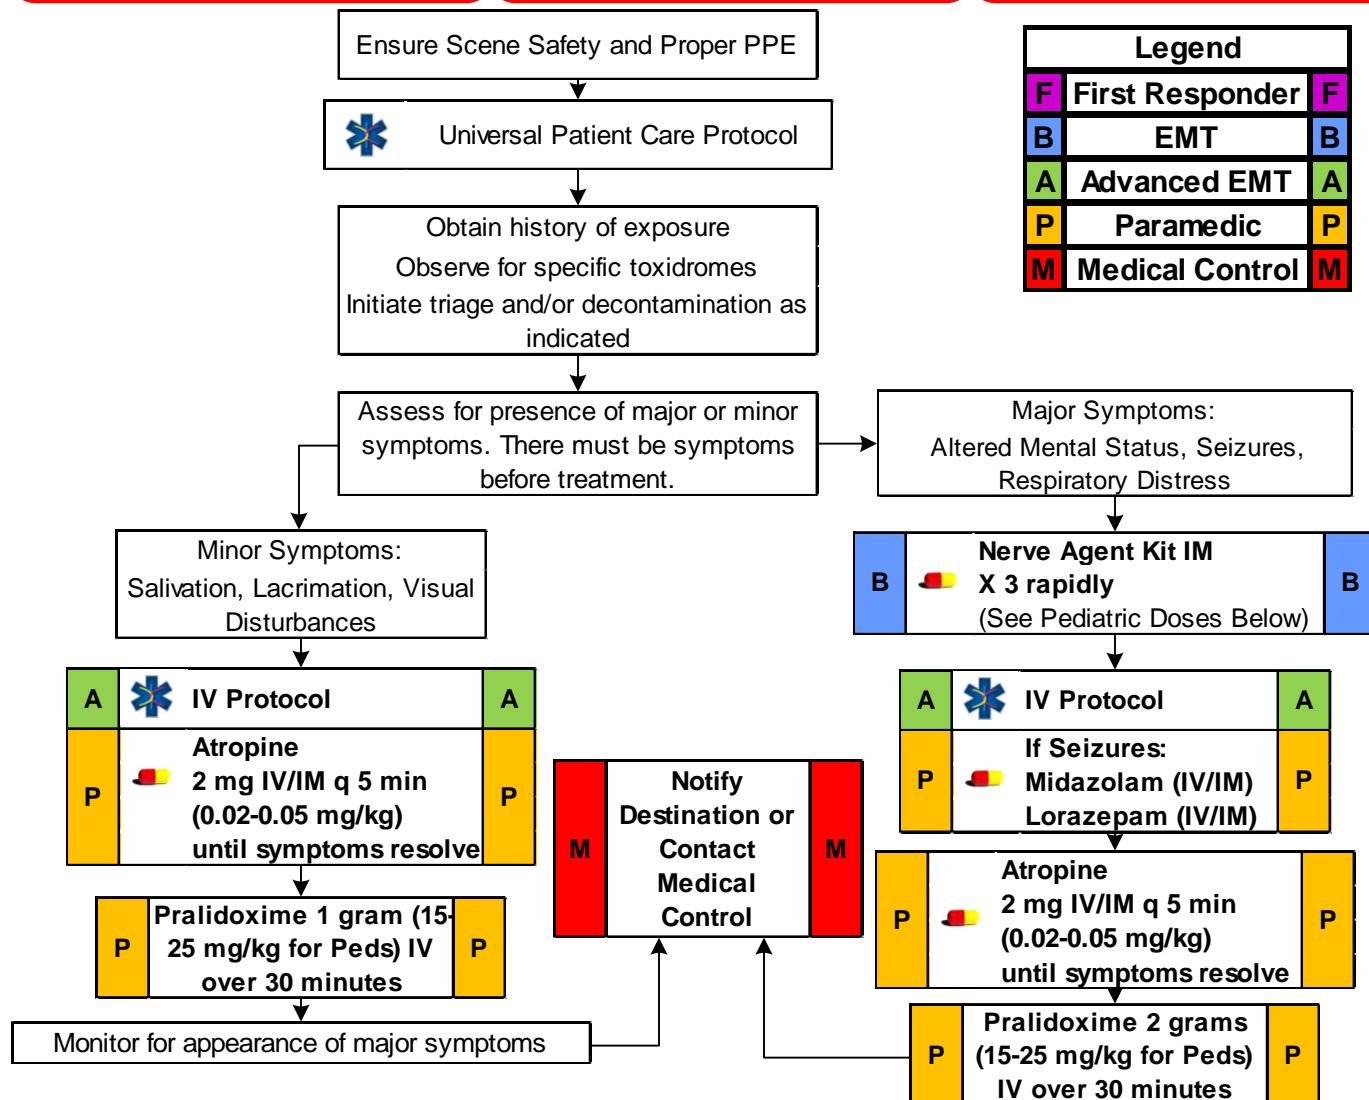 Ensure Scene Safety and Proper PPE
Universal Patient Care Protocol
Obtain history of exposure
Observe for specific toxidromes
Initiate triage and/or decontamination as
indicated
Legend
F First Responder F
B EMT B
A Advanced EMT A
P Paramedic P
M Medical Control M
Assess for presence of major or minor
symptoms. There must be symptoms
before treatment.
Major Symptoms:
Altered Mental Status, Seizures,
Respiratory Distress
Minor Symptoms:
Salivation, Lacrimation, Visual
Disturbances
B
Nerve Agent Kit IM
X 3 rapidly
(See Pediatric Doses Below)
B
A IV Protocol A
P
Atropine
2 mg IV/IM q 5 min
(0.02-0.05 mg/kg)
until symptoms resolve
P
P
Pralidoxime 1 gram (15-
25 mg/kg for Peds) IV
over 30 minutes
P
Monitor for appearance of major symptoms
M
Notify
Destination or
Contact
Medical
Control
M
A IV Protocol A
P
If Seizures:
Midazolam (IV/IM)
Lorazepam (IV/IM)
P
P
Atropine
2 mg IV/IM q 5 min
(0.02-0.05 mg/kg)
until symptoms resolve
P
P
Pralidoxime 2 grams
(15-25 mg/kg for Peds)
IV over 30 minutes
P